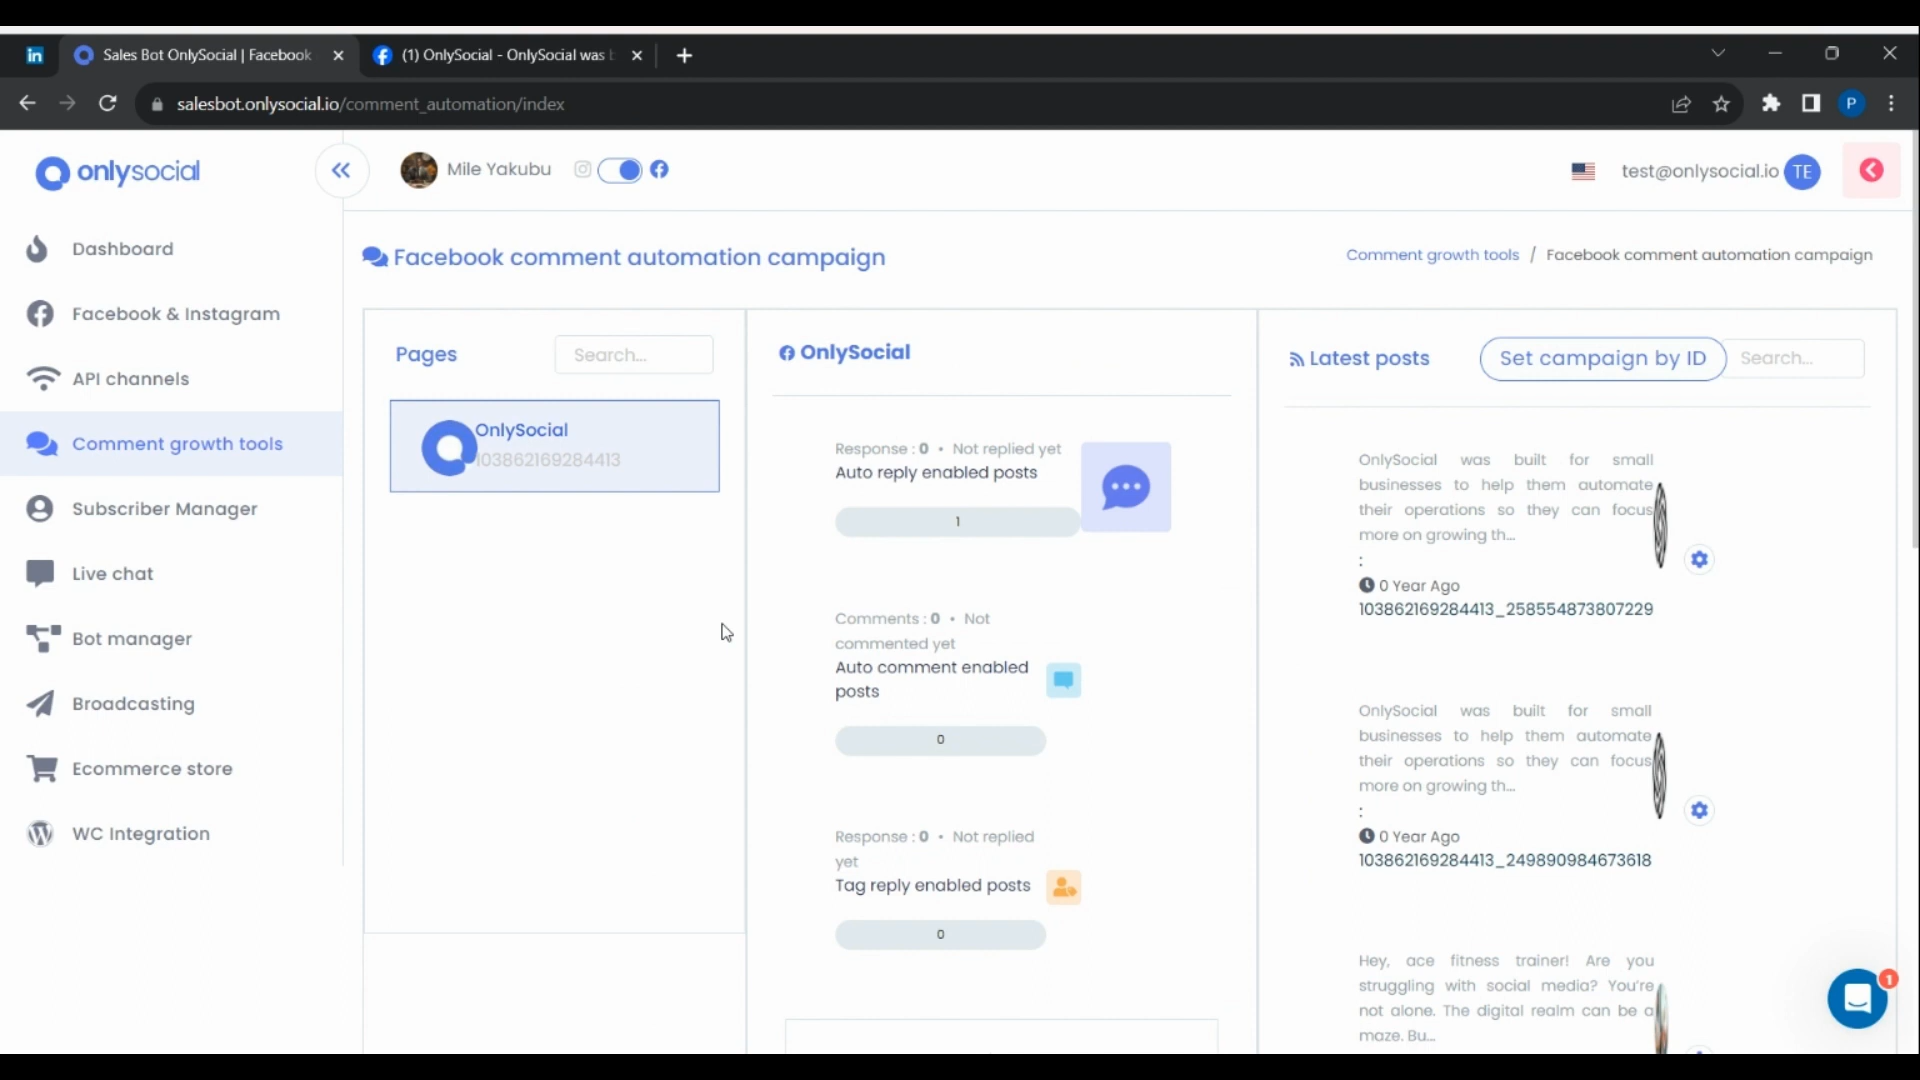 in
Sales Bot OnlySocial | Facebook
(1) OnlySocial - OnlySocial was
salesbot.onlysocial.io/comment_automation/index
P
onlysocial
Mile Yakubu
test@onlysocial.io
TE
Dashboard
Facebook & Instagram
API channels
Comment growth tools
Subscriber Manager
Live chat
Bot manager
Broadcasting
Ecommerce store
WC Integration
Facebook comment automation campaign
Comment growth tools / Facebook comment automation campaign
Pages
Search...
OnlySocial
103862169284413
OnlySocial
Response : 0 • Not replied yet
Auto reply enabled posts
1
Comments : 0 • Not
commented yet
Auto comment enabled
posts
0
Response : 0 • Not replied
yet
Tag reply enabled posts
0
Latest posts
Set campaign by ID
Search...
OnlySocial was built for small
businesses to help them automate
their operations so they can focus
more on growing th...
:
0 Year Ago
103862169284413_258554873807229
OnlySocial was built for small
businesses to help them automate
their operations so they can focus
more on growing th...
:
0 Year Ago
103862169284413_249890984673618
Hey, ace fitness trainer! Are you
struggling with social media? You're
not alone. The digital realm can be a
maze. Bu...
1